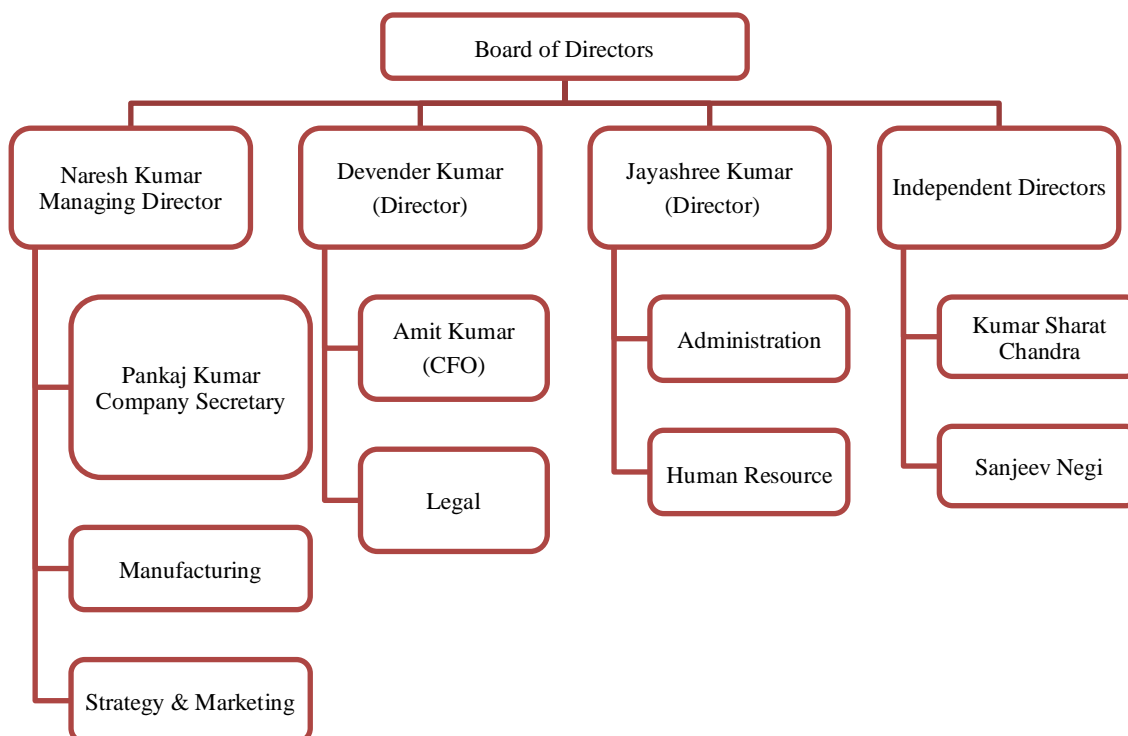 Board of Directors
Naresh Kumar
Managing Director
Devender Kumar
(Director)
Jayashree Kumar
(Director)
Independent Directors
Pankaj Kumar
Company Secretary
Amit Kumar
(CFO)
Administration
Kumar Sharat
Chandra
Legal
Human Resource
Sanjeev Negi
Manufacturing
Strategy & Marketing